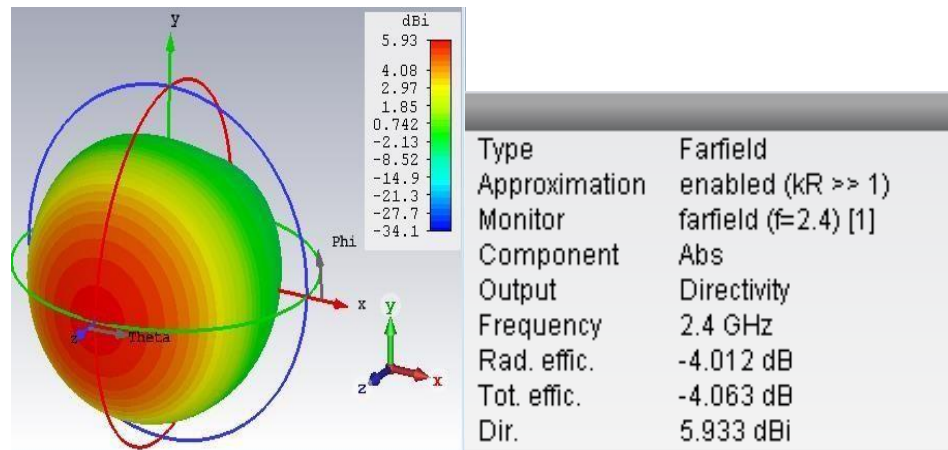 y
dBi
5.93
4.08
2.97
1.85
0.742
-2.13
-8.52
-14.9
-21.3
-27.7
-34.1
Phi
x
z
Theta
y
x
z
Type Farfield
Approximation enabled (kR >> 1)
Monitor farfield (f=2.4) [1]
Component Abs
Output Directivity
Frequency 2.4 GHz
Rad. effic. -4.012 dB
Tot. effic. -4.063 dB
Dir. 5.933 dBi